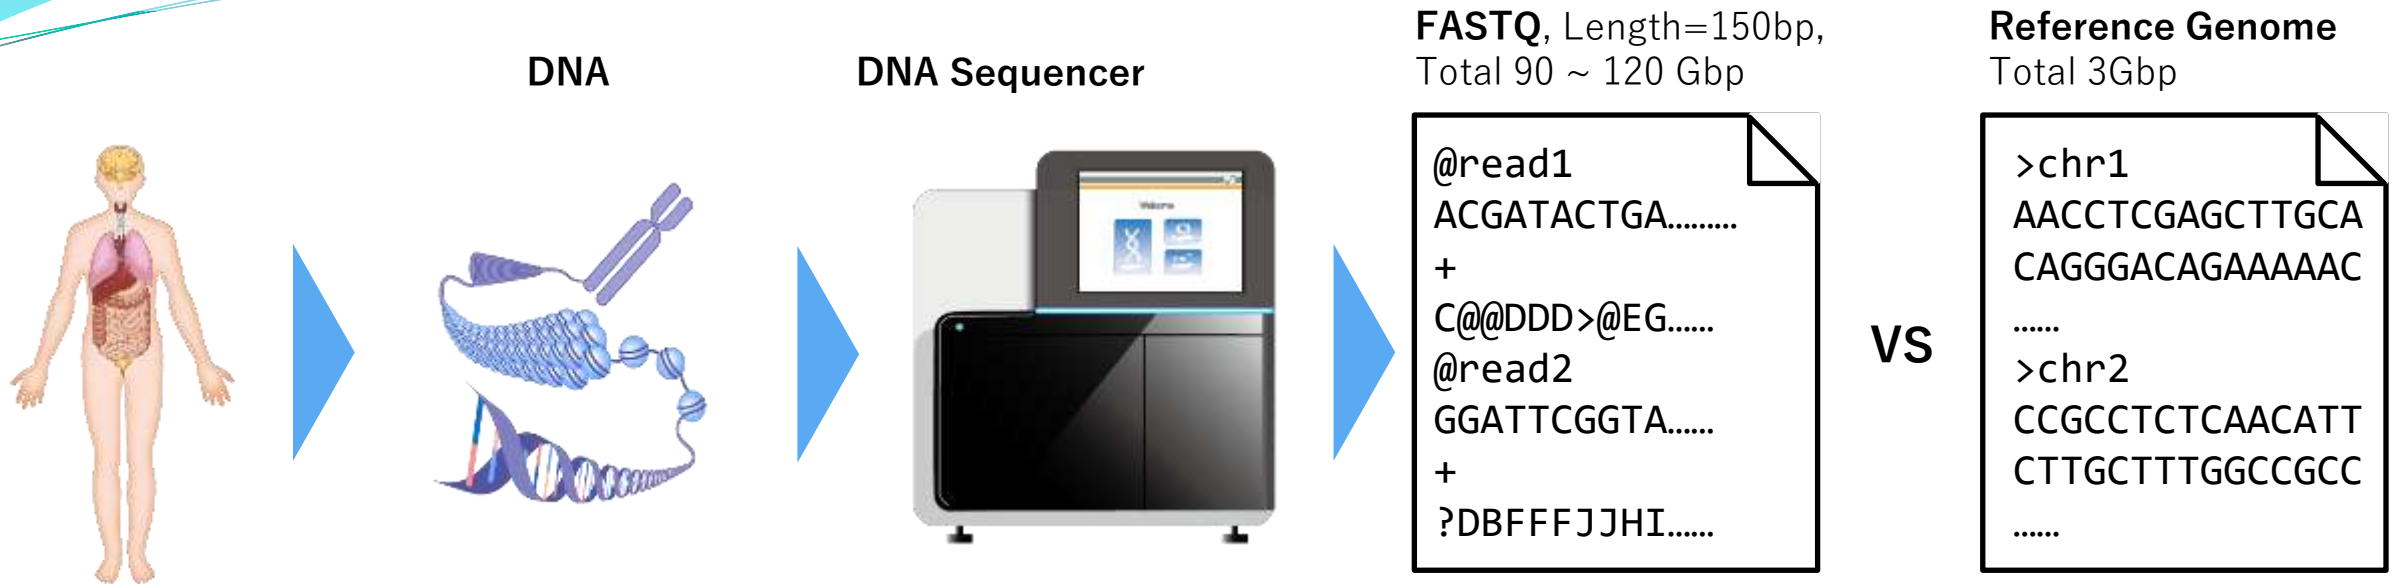 DNA
DNA Sequencer
FASTQ, Length=150bp,
Total 90 ~ 120 Gbp
@read1
ACGATACTGA.........
+
C@@DDD>@EG......
@read2
GGATTCGGTA......
+
?DBFFFJJHI......
VS
Reference Genome
Total 3Gbp
>chr1
AACCTCGAGCTTGCA
CAGGGACAGAAAAAC
......
>chr2
CCGCCTCTCAACATT
CTTGCTTTGGCCGCC
......